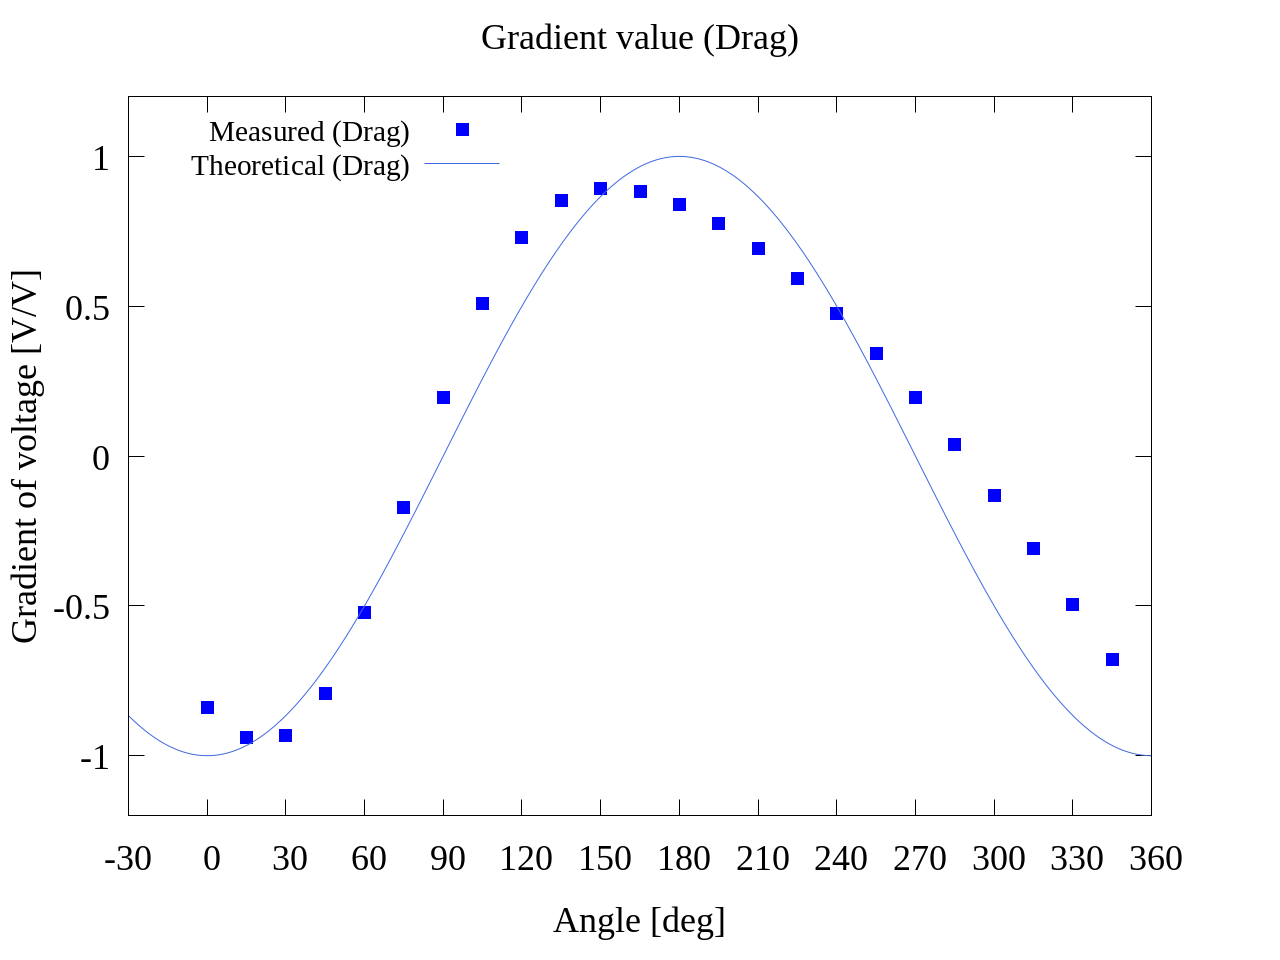 Gradient value (Drag)
Measured (Drag)
Theoretical (Drag)
1
0.5
0
-0.5
-1
Gradient of voltage [V/V]
-30 0 30 60 90 120 150 180 210 240 270 300 330 360
Angle [deg]